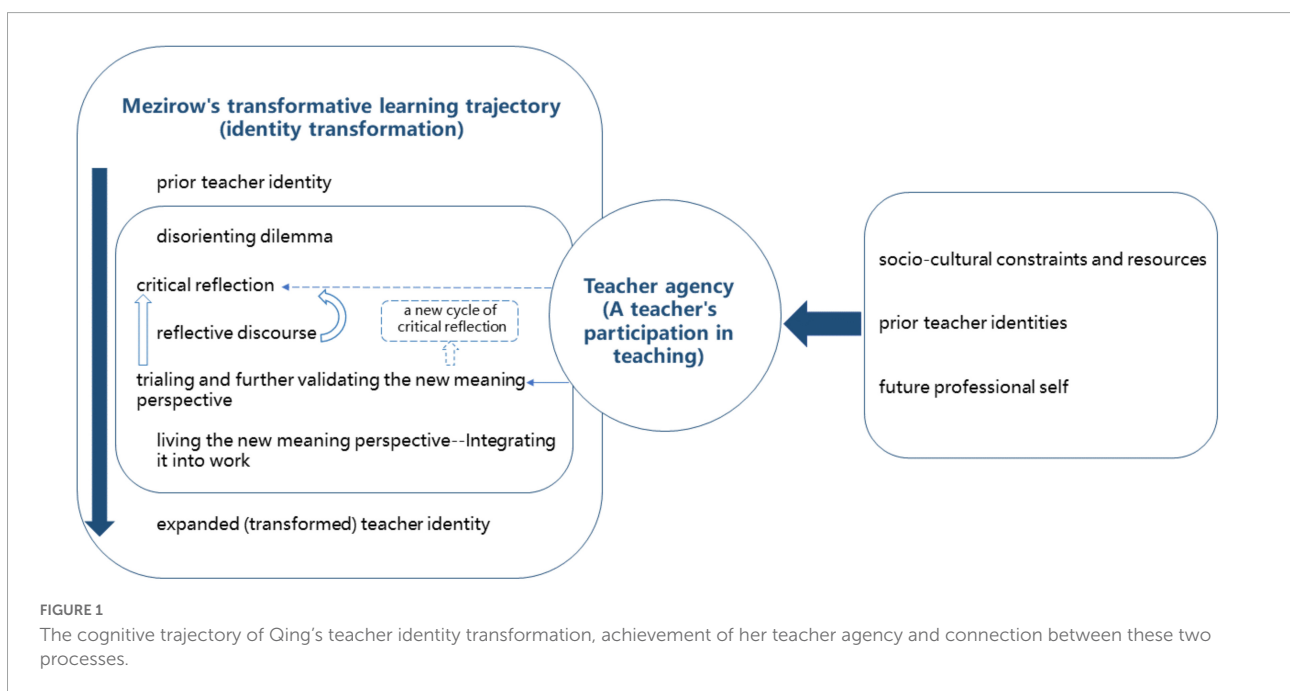 Mezirow's transformative learning trajectory
(identity transformation)
prior teacher identity
disorienting dilemma
critical reflection
reflective discourse
a new cycle of
critical reflection
trialing and further validating the new meaning
perspective
living the new meaning perspective--Integrating
it into work
expanded (transformed) teacher identity
Teacher agency
(A teacher's
participation in
teaching)
socio-cultural constraints and resources
prior teacher identities
future professional self
FIGURE 1
The cognitive trajectory of Qing's teacher identity transformation, achievement of her teacher agency and connection between these two
processes.